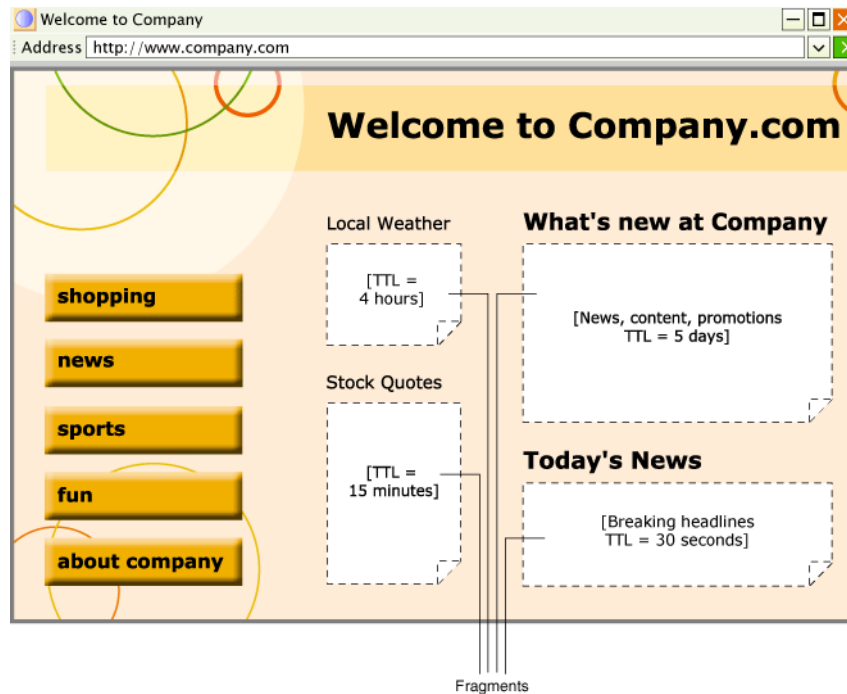 Welcome to Company
Address http://www.company.com
Welcome to Company.com
shopping
news
sports
fun
about company
Local Weather
[TTL =
4 hours]
Stock Quotes
[TTL =
15 minutes]
What's new at Company
[News, content, promotions
TTL = 5 days]
Today's News
[Breaking headlines
TTL = 30 seconds]
Fragments